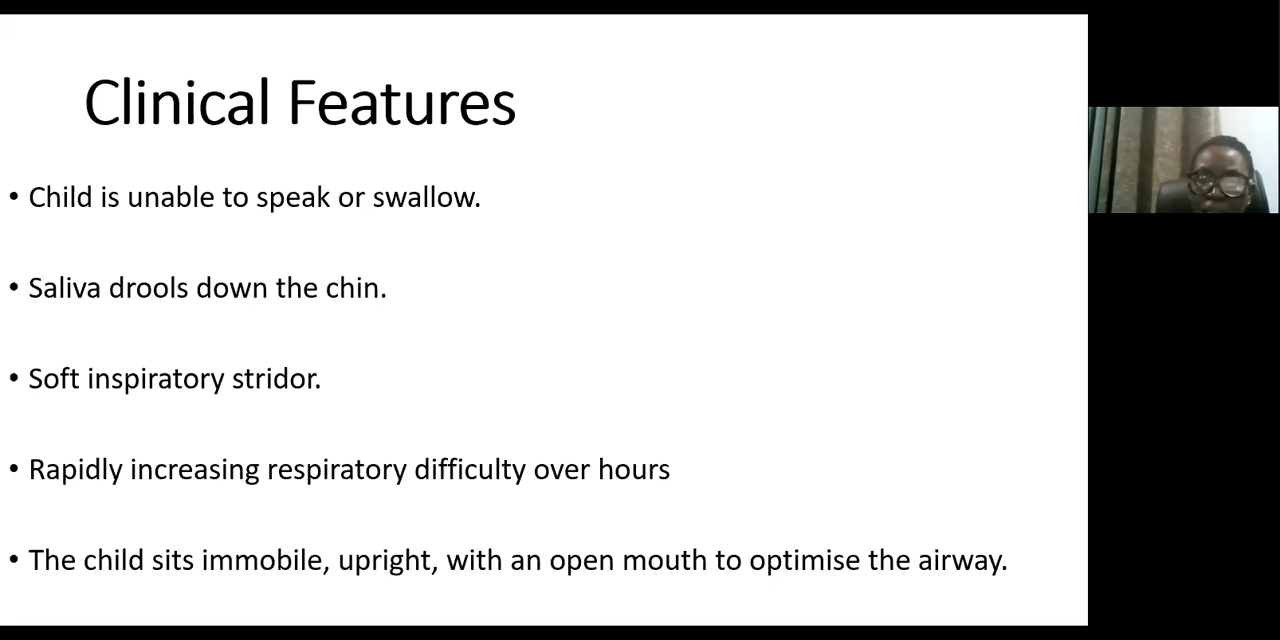 Clinical Features
• Child is unable to speak or swallow.
• Saliva drools down the chin.
• Soft inspiratory stridor.
• Rapidly increasing respiratory difficulty over hours
• The child sits immobile, upright, with an open mouth to optimise the airway.